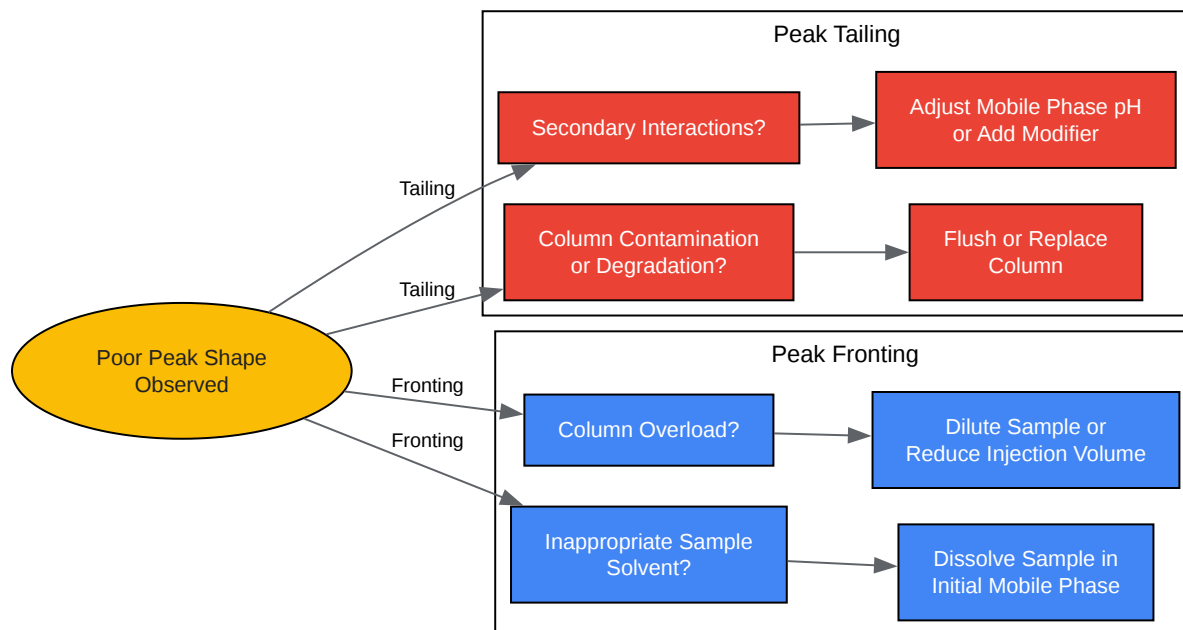 Peak Tailing
Secondary Interactions?
Adjust Mobile Phase pH
or Add Modifier
Tailing
Column Contamination
or Degradation?
Flush or Replace
Column
Tailing
Poor Peak Shape
Observed
Peak Fronting
Fronting
Column Overload?
Dilute Sample or
Reduce Injection Volume
Fronting
Inappropriate Sample
Solvent?
Dissolve Sample in
Initial Mobile Phase